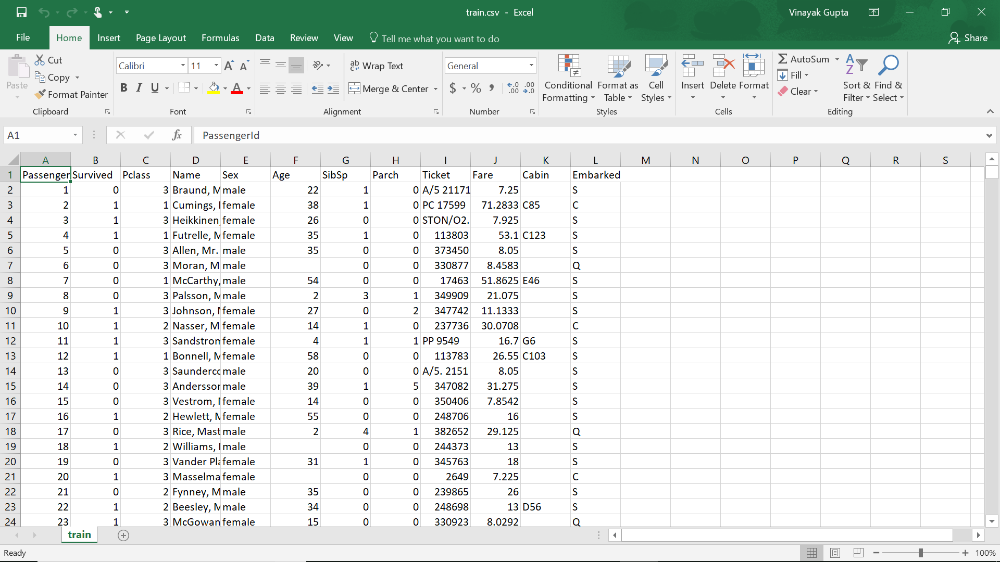 train.csv - Excel
Vinayak Gupta
File Home Insert Page Layout Formulas Data Review View Tell me what you want to do Share
Paste
Cut
Copy
Format Painter
Clipboard
Calibri 11
B I U
Font
Wrap Text
Merge & Center
Alignment
General
$ % ,
Number
Conditional Formatting
Format as Table
Cell Styles
Styles
Insert Delete Format
Cells
AutoSum
Fill
Clear
Sort & Filter
Find & Select
Editing
A1 fx PassengerId
A B C D E F G H I J K L M N O P Q R S
1 Passenger Survived Pclass Name Sex Age SibSp Parch Ticket Fare Cabin Embarked
2 1 0 3 Braund, M male 22 1 0 A/5 21171 7.25 S
3 2 1 1 Cumings, female 38 1 0 PC 17599 71.2833 C85 C
4 3 1 3 Heikkinen, female 26 0 0 STON/O2. 7.925 S
5 4 1 1 Futrelle, M female 35 1 0 113803 53.1 C123 S
6 5 0 3 Allen, Mr. male 35 0 0 373450 8.05 S
7 6 0 3 Moran, M male 0 0 330877 8.4583 Q
8 7 0 1 McCarthy, male 54 0 0 17463 51.8625 E46 S
9 8 0 3 Palsson, M male 2 3 1 349909 21.075 S
10 9 1 3 Johnson, female 27 0 2 347742 11.1333 S
11 10 1 2 Nasser, M female 14 1 0 237736 30.0708 C
12 11 1 3 Sandstrom female 4 1 1 PP 9549 16.7 G6 S
13 12 1 1 Bonnell, M female 58 0 0 113783 26.55 C103 S
14 13 0 3 Saunderco male 20 0 0 A/5. 2151 8.05 S
15 14 0 3 Andersson male 39 1 5 347082 31.275 S
16 15 0 3 Vestrom, female 14 0 0 350406 7.8542 S
17 16 1 2 Hewlett, M female 55 0 0 248706 16 S
18 17 0 3 Rice, Mast male 2 4 1 382652 29.125 Q
19 18 1 2 Williams, male 0 0 244373 13 S
20 19 0 3 Vander Pla female 31 1 0 345763 18 S
21 20 1 3 Masselma female 0 0 2649 7.225 C
22 21 0 2 Fynney, M male 35 0 0 239865 26 S
23 22 1 2 Beesley, M male 34 0 0 248698 13 D56 S
24 23 1 3 McGowan female 15 0 0 330923 8.0292 Q
train
Ready 100%